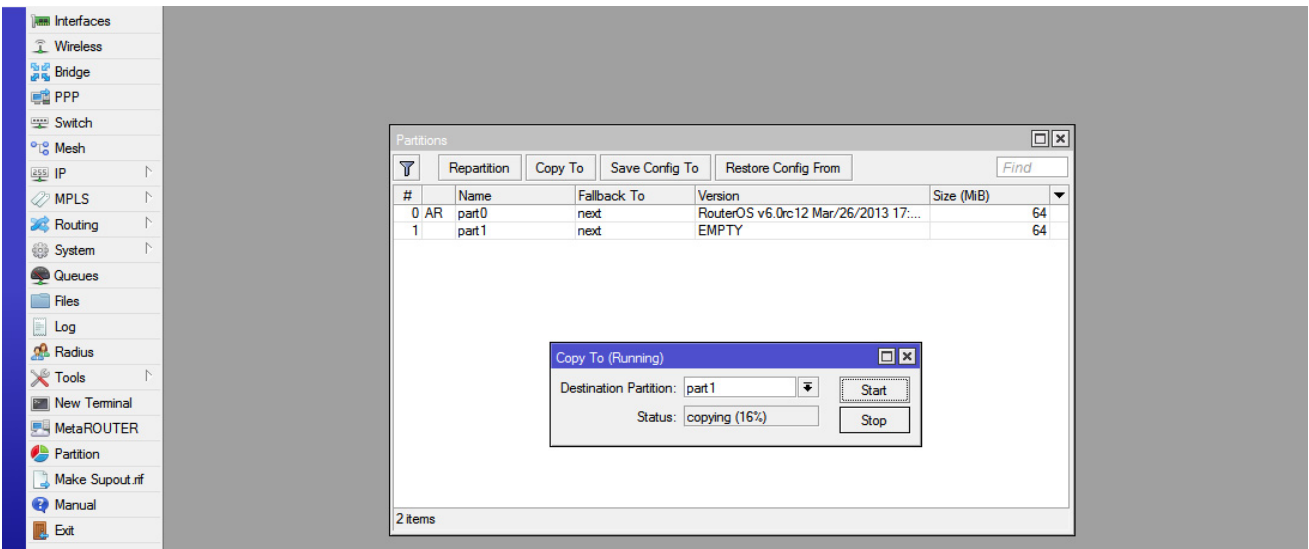 Interfaces
Wireless
Bridge
PPP
Switch
Mesh
255 IP
MPLS
Routing
System
Queues
Files
Log
Radius
Tools
New Terminal
MetaROUTER
Partition
Make Supout.rif
Manual
Exit
Partitions
Repartition Copy To Save Config To Restore Config From Find
# Name Fallback To Version Size (MiB)
0 AR part0 next RouterOS v6.0rc12 Mar/26/2013 17:... 64
1 part1 next EMPTY 64
Copy To (Running)
Destination Partition: part1 Start
Status: copying (16%) Stop
2 items